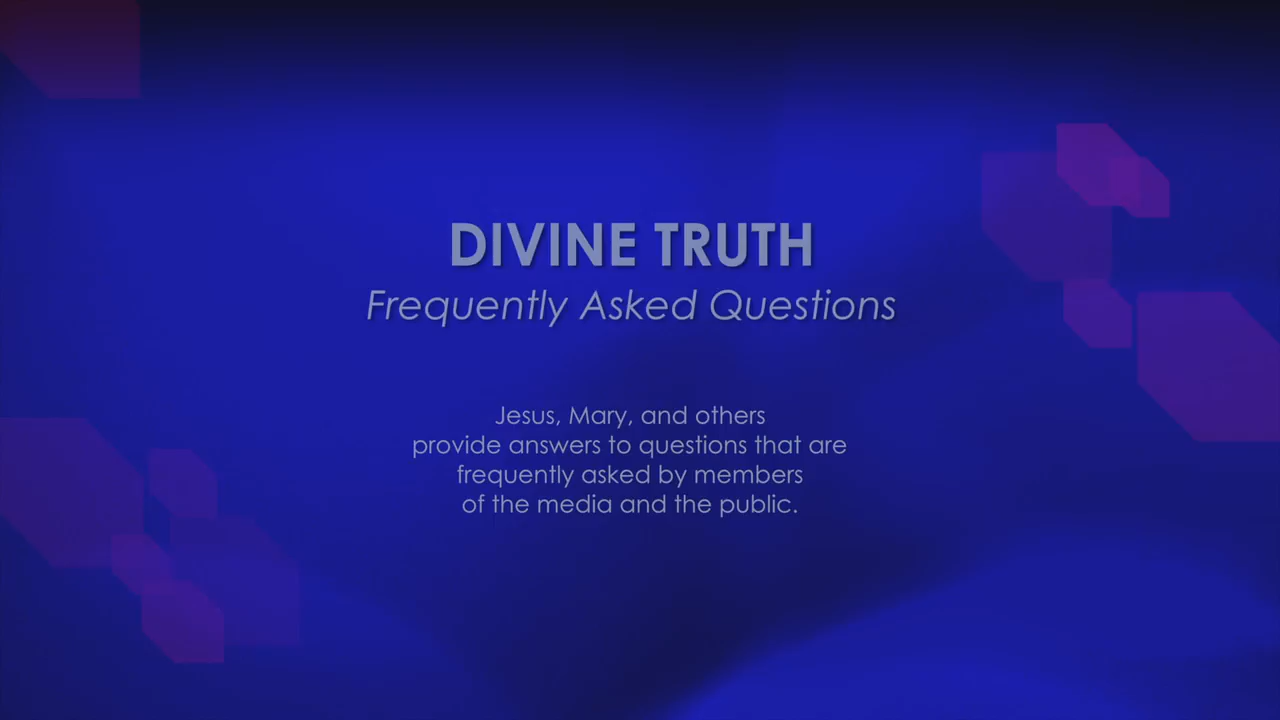 DIVINE TRUTH
Frequently Asked Questions
Jesus, Mary, and others
provide answers to questions that are
frequently asked by members
of the media and the public.